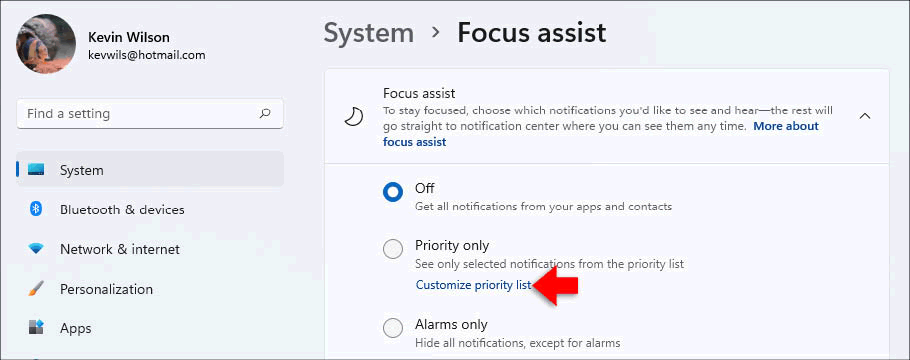 Kevin Wilson
kevwils@hotmail.com
Find a setting
System
Bluetooth & devices
Network & internet
Personalization
Apps
System > Focus assist
Focus assist
To stay focused, choose which notifications you'd like to see and hear—the rest will
go straight to notification center where you can see them any time. More about
focus assist
Off
Get all notifications from your apps and contacts
Priority only
See only selected notifications from the priority list
Customize priority list
Alarms only
Hide all notifications, except for alarms